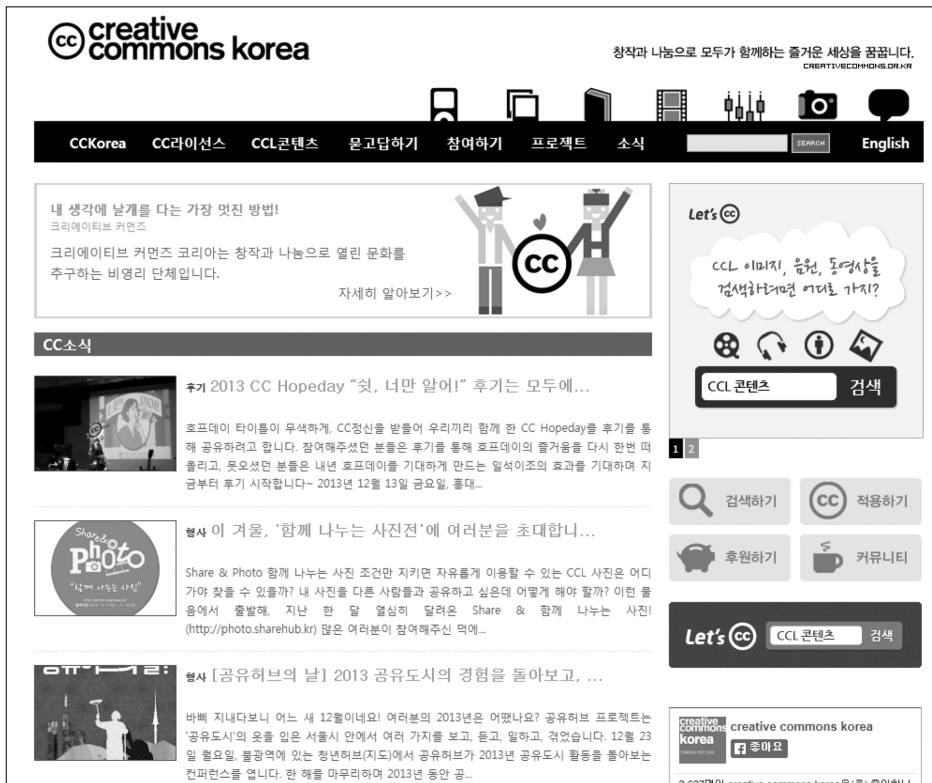 cc creative
commons korea
창작과 나눔으로 모두가 함께하는 즐거운 세상을 꿈꿉니다.
CREATIVECOMMONS.OR.KR
CCKorea CC라이선스 CCL콘텐츠 묻고답하기 참여하기 프로젝트 소식 SEARCH English
내 생각에 날개를 다는 가장 멋진 방법!
크리에이티브 커먼즈
크리에이티브 커먼즈 코리아는 창작과 나눔으로 열린 문화를
추구하는 비영리 단체입니다.
자세히 알아보기>>
cc
CC소식
후기 2013 CC Hopeday “쉿, 너만 알어!” 후기는 모두에...
호프데이 타이틀이 무색하게, CC정신을 받들어 우리끼리 함께 한 CC Hopeday를 후기를 통
해 공유하려고 합니다. 참여해주셨던 분들은 후기를 통해 호프데이의 즐거움을 다시 한번 떠
올리고, 못오셨던 분들은 내년 호프데이를 기대하게 만드는 일석이조의 효과를 기대하며 지
금부터 후기 시작합니다~ 2013년 12월 13일 금요일, 홍대...
Share&
Photo
"함께 나누는 사진"
행사 이 겨울, '함께 나누는 사진전'에 여러분을 초대합니...
Share & Photo 함께 나누는 사진 조건만 지키면 자유롭게 이용할 수 있는 CCL 사진은 어디
가야 찾을 수 있을까? 내 사진을 다른 사람들과 공유하고 싶은데 어떻게 해야 할까? 이런 물
음에서 출발해, 지난 한 달 열심히 달려온 Share & 함께 나누는 사진!
(http://photo.sharehub.kr) 많은 여러분이 참여해주신 덕에...
행사 [공유허브의 날] 2013 공유도시의 경험을 돌아보고, ...
바삐 지내다보니 어느 새 12월이네요! 여러분의 2013년은 어땠나요? 공유허브 프로젝트는
'공유도시'의 옷을 입은 서울시 안에서 여러 가지를 보고, 듣고, 일하고, 겪었습니다. 12월 23
일 월요일, 불광역에 있는 청년허브(지도)에서 공유허브가 2013년 공유도시 활동을 돌아보는
컨퍼런스를 엽니다. 한 해를 마무리하며 2013년 동안 공...
Let's cc
CCL 이미지, 음원, 동영상을
검색하려면 어디로 가지?
CCL 콘텐츠 검색
1 2
검색하기 cc 적용하기
후원하기 커뮤니티
Let's cc CCL 콘텐츠 검색
creative
commons
korea
creative commons korea
f 좋아요